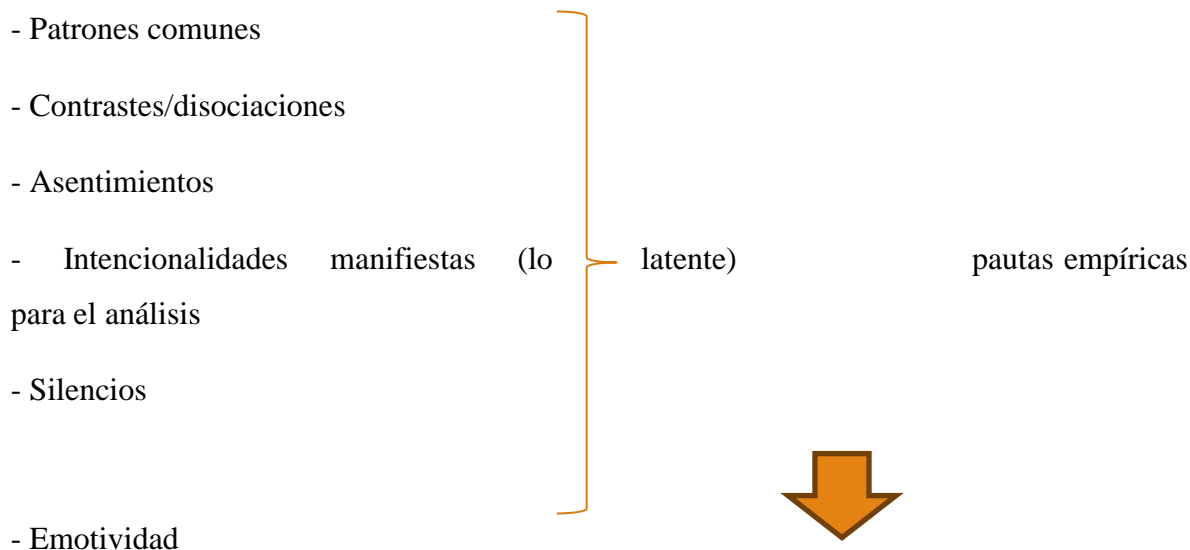 - Patrones comunes
- Contrastes/disociaciones
- Asentimientos
- Intencionalidades manifiestas (lo latente) pautas empíricas
para el análisis
- Silencios
- Emotividad